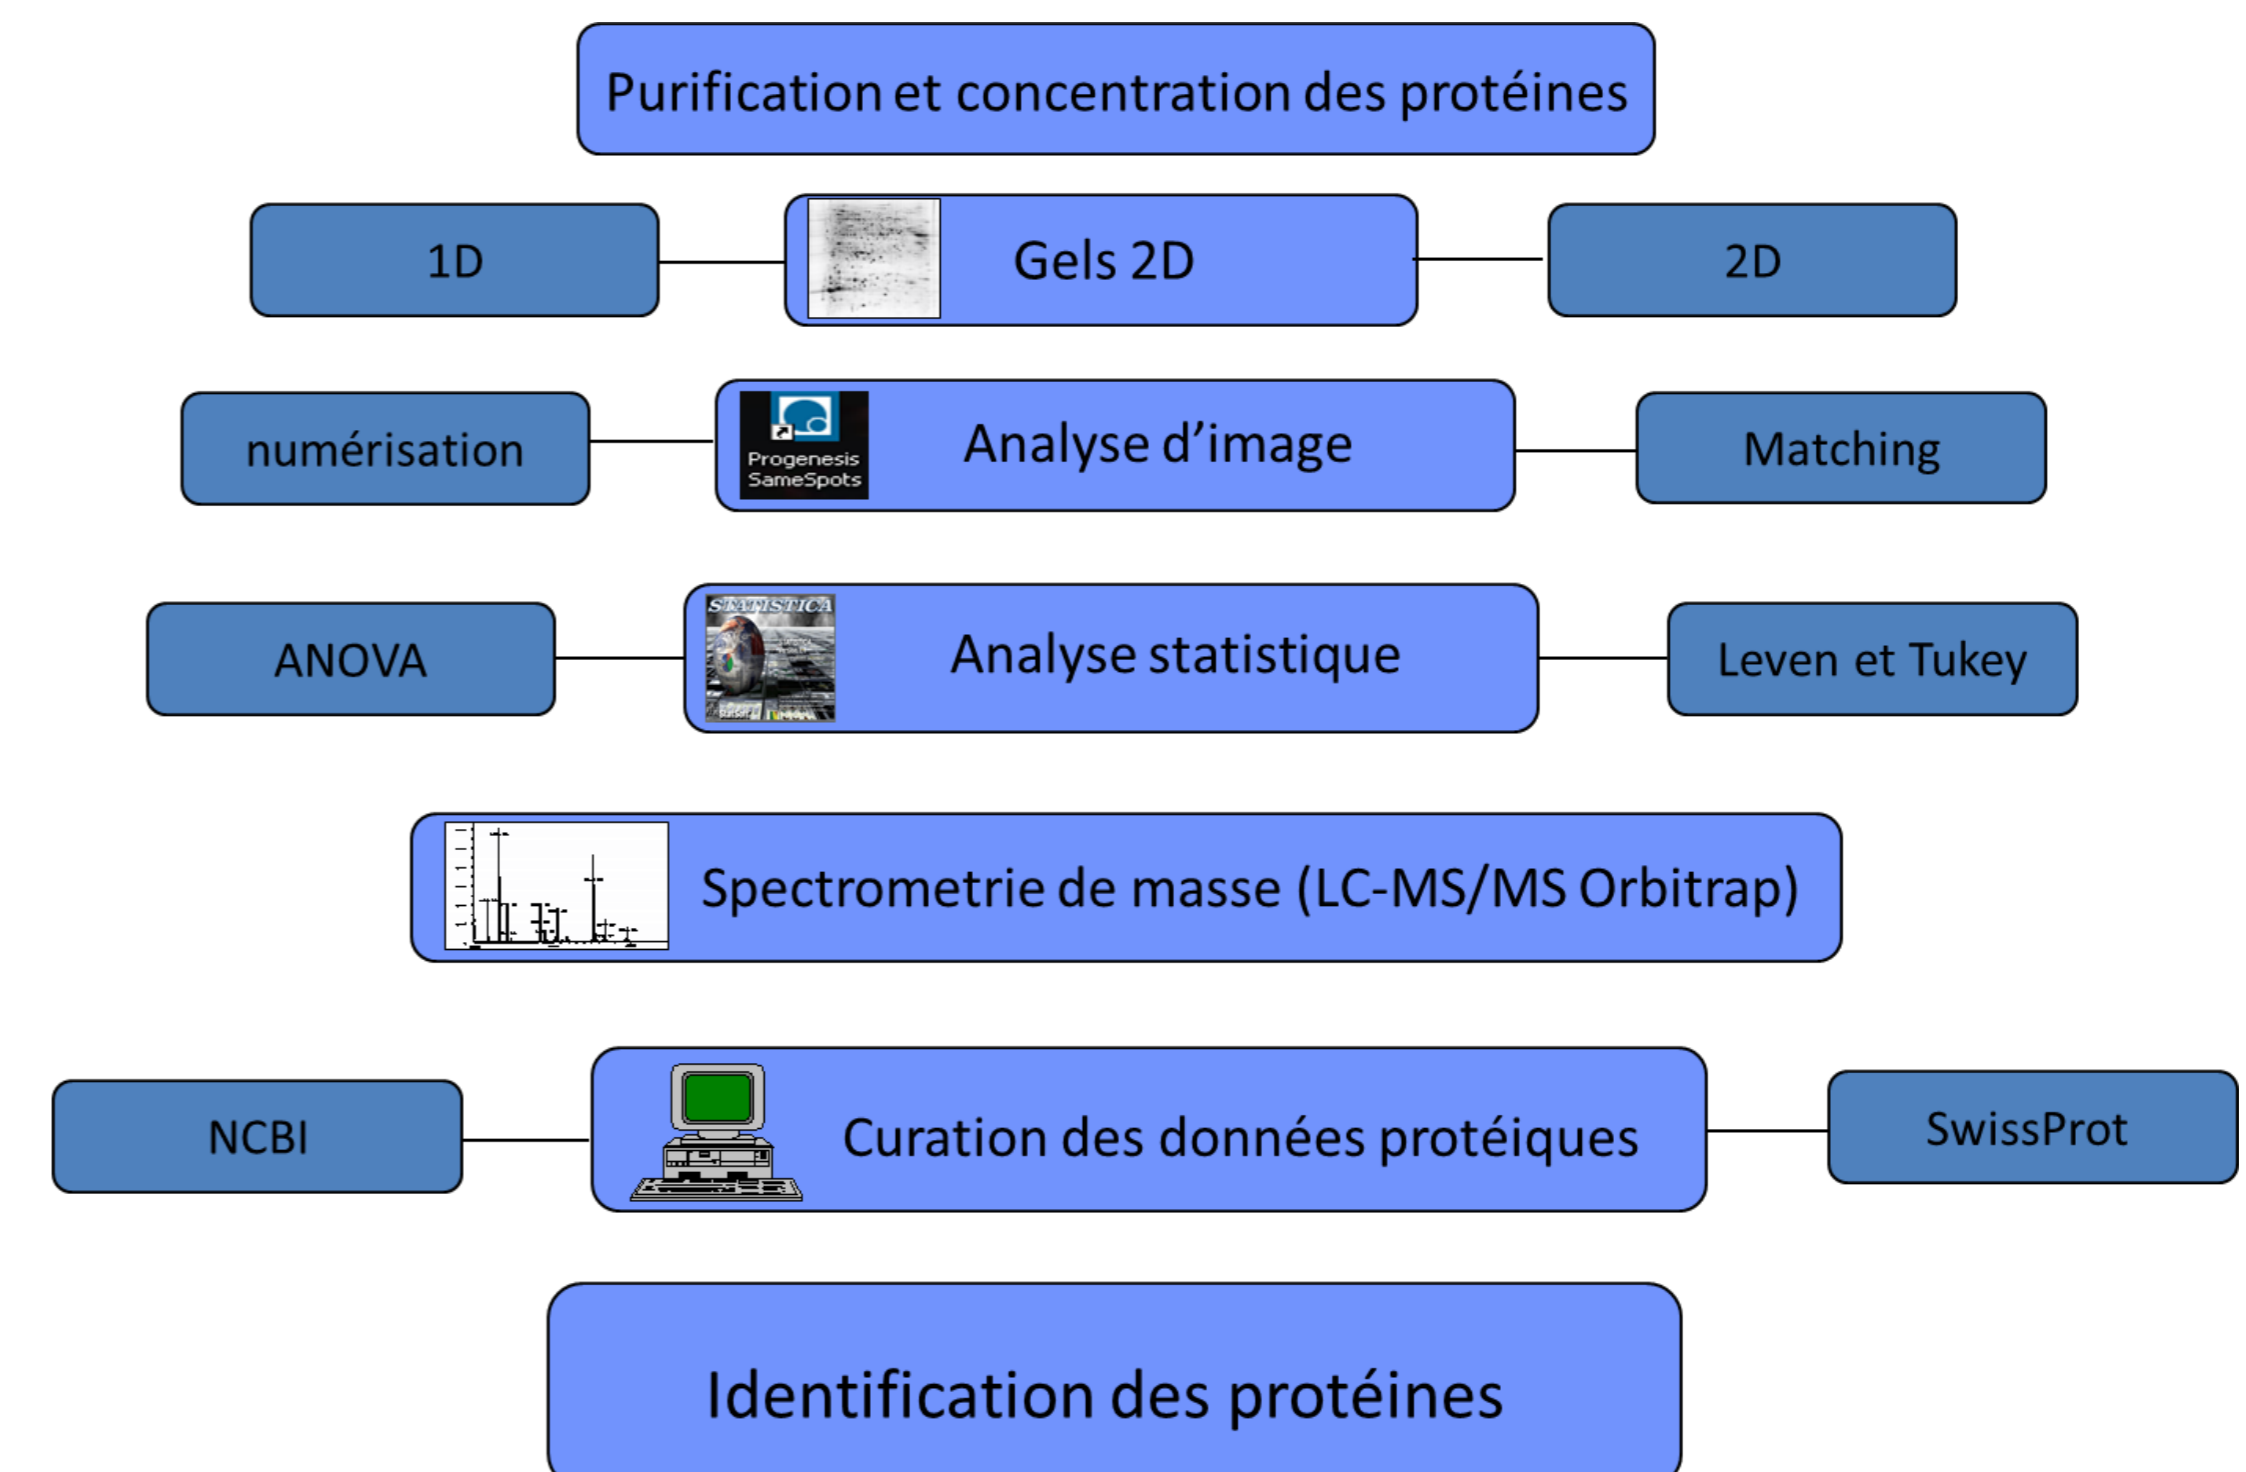 Purification et concentration des protéines
1D
Gels 2D
2D
numérisation
Progenesis
SameSpots
Analyse d’image
Matching
ANOVA
STATISTICA
Analyse statistique
Leven et Tukey
Spectrometrie de masse (LC-MS/MS Orbitrap)
NCBI
Curation des données protéiques
SwissProt
Identification des protéines